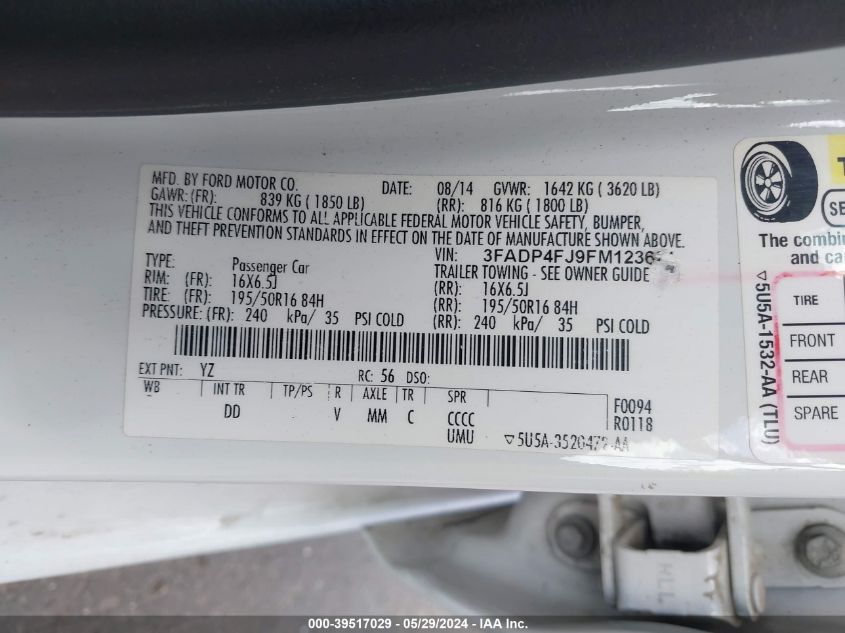 MFD. BY FORD MOTOR CO. DATE: 08/14 GVWR: 1642 KG ( 3620 LB)
GAWR: (FR): 839 KG ( 1850 LB) (RR): 816 KG ( 1800 LB)
THIS VEHICLE CONFORMS TO ALL APPLICABLE FEDERAL MOTOR VEHICLE SAFETY, BUMPER,
AND THEFT PREVENTION STANDARDS IN EFFECT ON THE DATE OF MANUFACTURE SHOWN ABOVE.
VIN: 3FADP4FJ9FM1236
TYPE: Passenger Car TRAILER TOWING - SEE OWNER GUIDE
RIM: (FR): 16X6.5J (RR): 16X6.5J
TIRE: (FR): 195/50R16 84H (RR): 195/50R16 84H
PRESSURE: (FR): 240 kPa/ 35 PSI COLD (RR): 240 kPa/ 35 PSI COLD
EXT PNT: YZ RC: 56 DSO:
WB INT TR TP/PS R AXLE TR SPR
DD V MM C CCCC
UMU
F0094
R0118
▽5U5A-3520472-AA
T
SE
The combin
and ca
TIRE
FRONT
REAR
SPARE
▽5U5A-1532-AA (TLU)
HCL
000-39517029 - 05/29/2024 - IAA Inc.